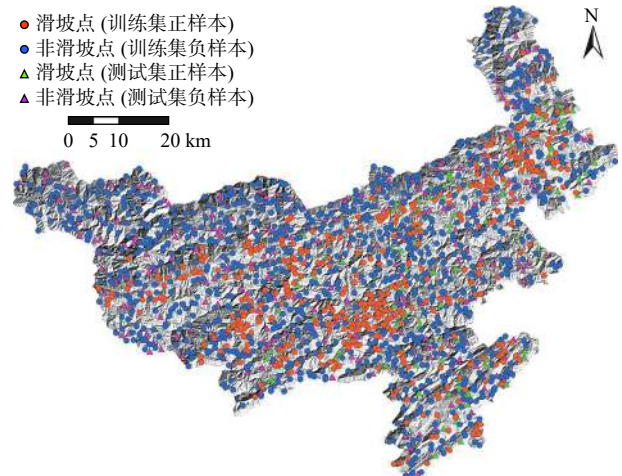 滑坡点 (训练集正样本)
非滑坡点 (训练集负样本)
滑坡点 (测试集正样本)
非滑坡点 (测试集负样本)
0 5 10 20 km
N